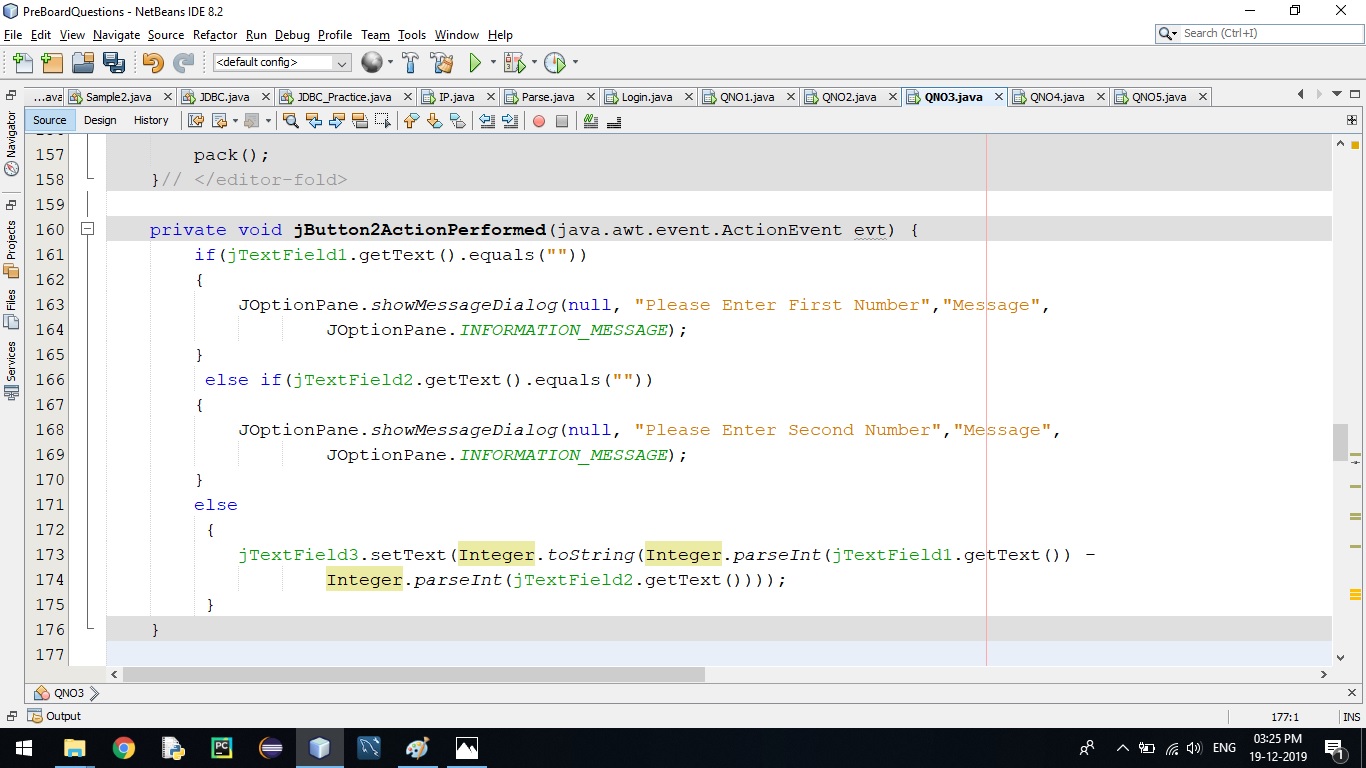 PreBoardQuestions - NetBeans IDE 8.2
File Edit View Navigate Source Refactor Run Debug Profile Team Tools Window Help
Search (Ctrl+I)
<default config>
...ava Sample2.java JDBC.java JDBC_Practice.java IP.java Parse.java Login.java QNO1.java QNO2.java QNO3.java QNO4.java QNO5.java
Source Design History
Navigator
Projects
Files
Services
157 pack();
158 }// </editor-fold>
159
160 private void jButton2ActionPerformed(java.awt.event.ActionEvent evt) {
161 if(jTextField1.getText().equals(""))
162 {
163 JOptionPane.showMessageDialog(null, "Please Enter First Number","Message",
164 JOptionPane.INFORMATION_MESSAGE);
165 }
166 else if(jTextField2.getText().equals(""))
167 {
168 JOptionPane.showMessageDialog(null, "Please Enter Second Number","Message",
169 JOptionPane.INFORMATION_MESSAGE);
170 }
171 else
172 {
173 jTextField3.setText(Integer.toString(Integer.parseInt(jTextField1.getText()) -
174 Integer.parseInt(jTextField2.getText())));
175 }
176 }
177
QNO3
Output
177:1 INS
PC
ENG
03:25 PM
19-12-2019
1